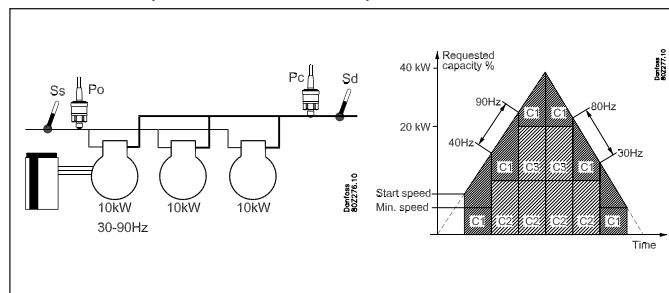 Ss
Po
Pc
Sd
10kW
10kW
10kW
30-90Hz
Danfoss
80Z276.10
Requested
capacity %
40 kW
20 kW
Start speed
Min. speed
90Hz
40Hz
80Hz
30Hz
C1 C1
C1 C3 C3 C3 C3 C1
C1 C2 C2 C2 C2 C1
Time
Danfoss
80Z277.10